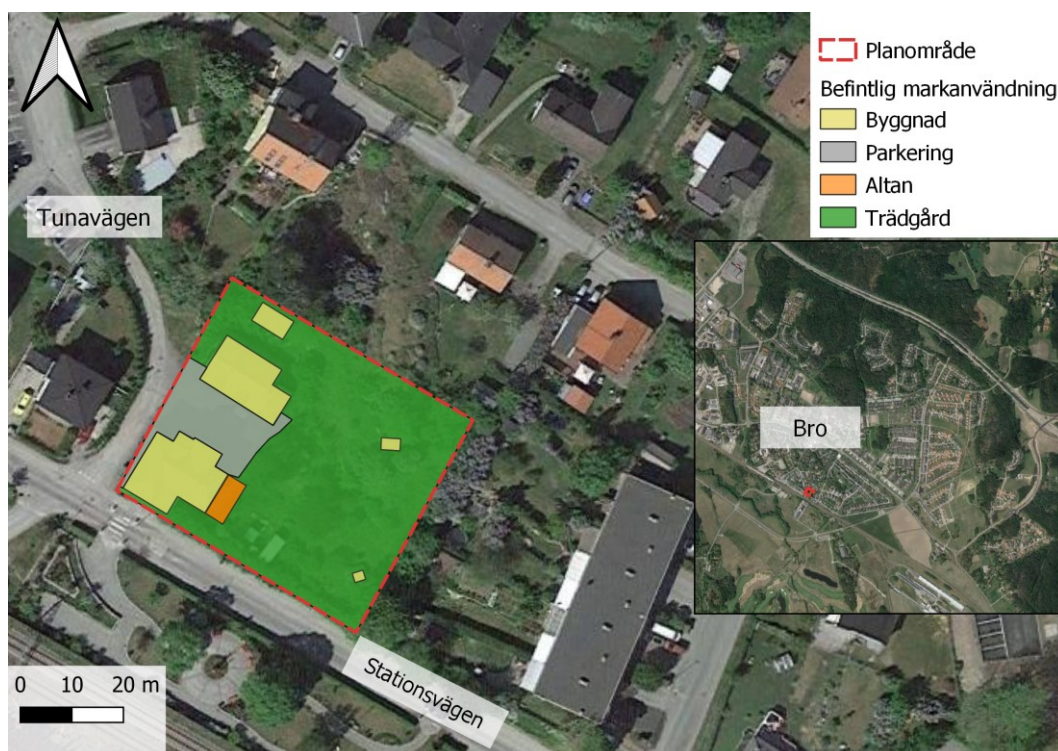 Planområde
Befintlig markanvändning
Byggnad
Parkering
Altan
Trädgård
Tunavägen
Bro
Stationsvägen
0 10 20 m